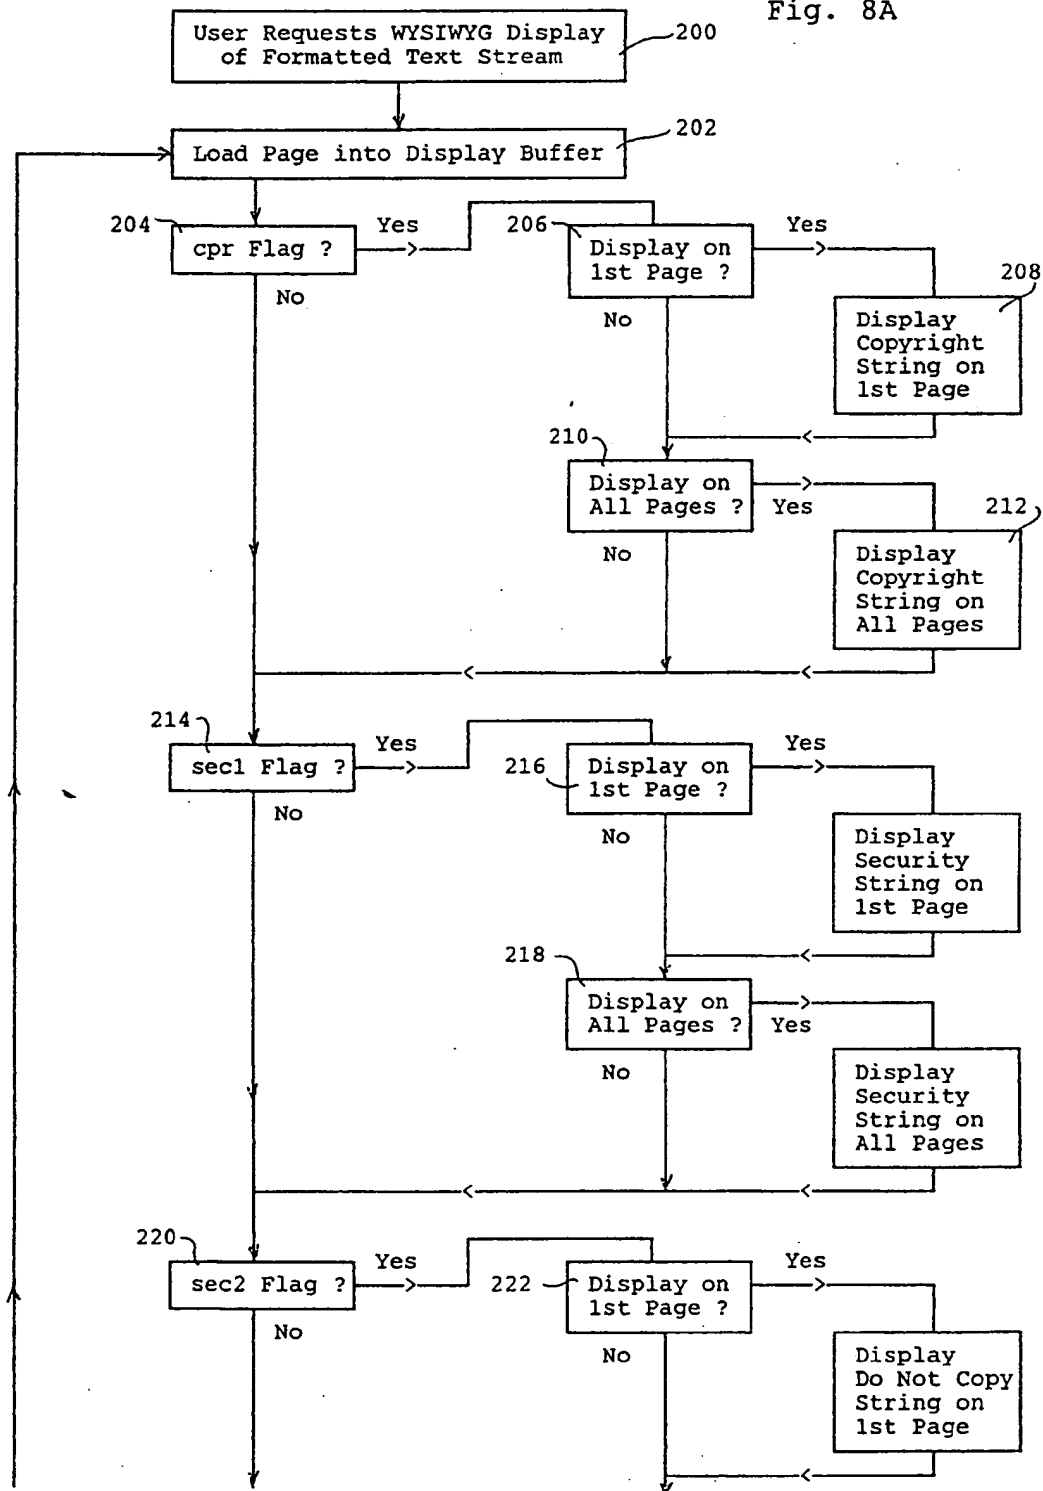 Fig. 8A
User Requests WYSIWYG Display
of Formatted Text Stream
200
202
Load Page into Display Buffer
204
cpr Flag ?
Yes
No
206
Display on
1st Page ?
Yes
No
208
Display
Copyright
String on
1st Page
210
Display on
All Pages ?
Yes
No
212
Display
Copyright
String on
All Pages
214
sec1 Flag ?
Yes
No
216
Display on
1st Page ?
Yes
No
Display
Security
String on
1st Page
218
Display on
All Pages ?
Yes
No
Display
Security
String on
All Pages
220
sec2 Flag ?
Yes
No
222
Display on
1st Page ?
Yes
No
Display
Do Not Copy
String on
1st Page